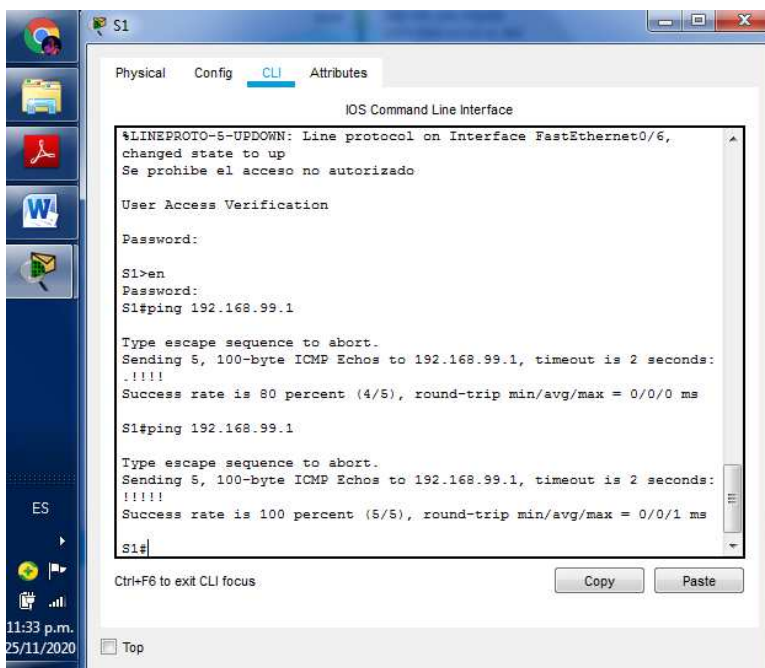 S1
Physical Config CLI Attributes
IOS Command Line Interface
%LINEPROTO-5-UPDOWN: Line protocol on Interface FastEthernet0/6,
changed state to up
Se prohibe el acceso no autorizado
User Access Verification
Password:
S1>en
Password:
S1#ping 192.168.99.1
Type escape sequence to abort.
Sending 5, 100-byte ICMP Echos to 192.168.99.1, timeout is 2 seconds:
.!!!!
Success rate is 80 percent (4/5), round-trip min/avg/max = 0/0/0 ms
S1#ping 192.168.99.1
Type escape sequence to abort.
Sending 5, 100-byte ICMP Echos to 192.168.99.1, timeout is 2 seconds:
!!!!!
Success rate is 100 percent (5/5), round-trip min/avg/max = 0/0/1 ms
S1#
Ctrl+F6 to exit CLI focus
Copy Paste
Top
W
ES
11:33 p.m.
25/11/2020